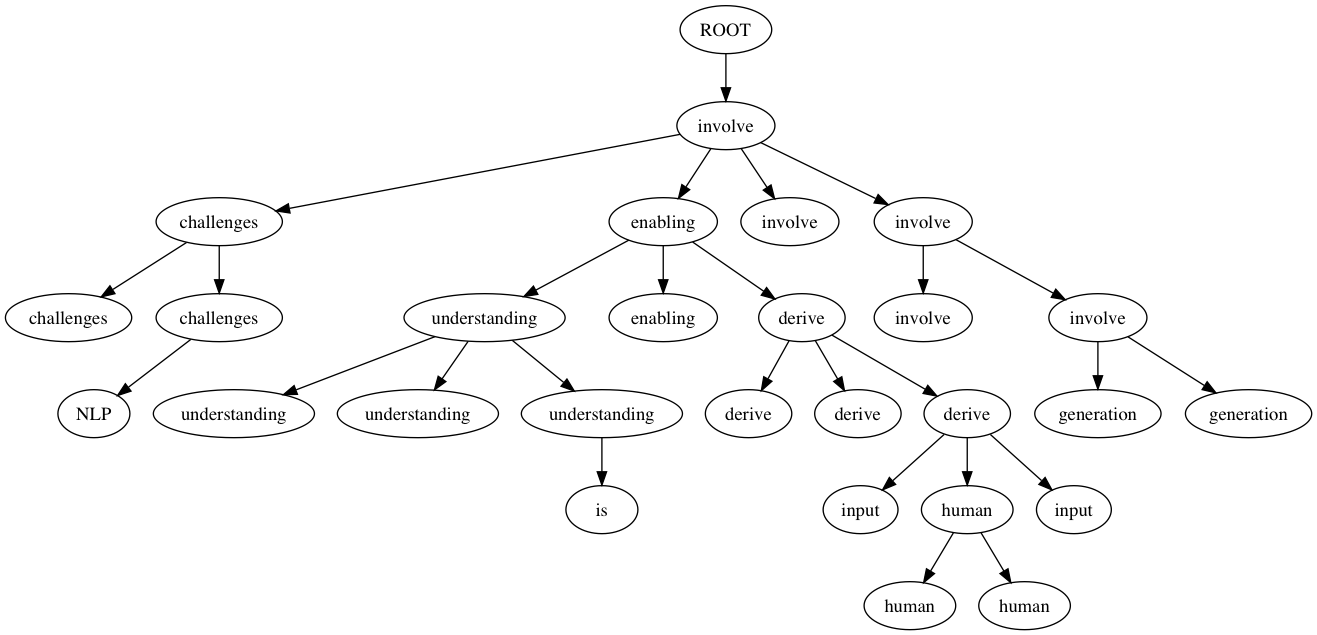 ROOT
involve
challenges
enabling
involve
involve
challenges
challenges
understanding
enabling
derive
involve
involve
NLP
understanding
understanding
understanding
derive
derive
derive
generation
generation
is
input
human
input
human
human